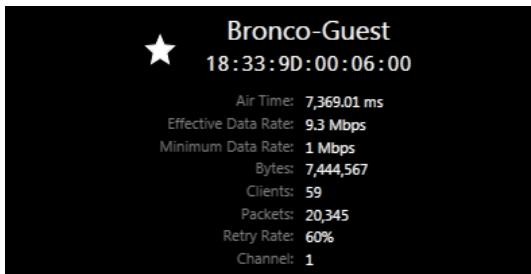 Bronco-Guest
18:33:9D:00:06:00
Air Time: 7,369.01 ms
Effective Data Rate: 9.3 Mbps
Minimum Data Rate: 1 Mbps
Bytes: 7,444,567
Clients: 59
Packets: 20,345
Retry Rate: 60%
Channel: 1